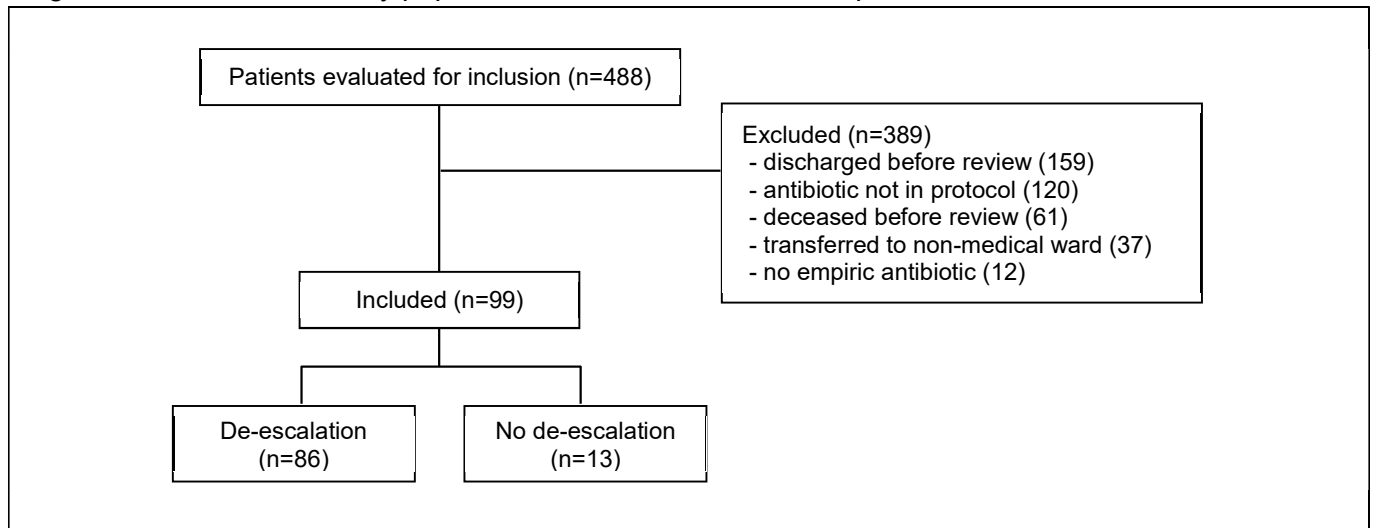 Patients evaluated for inclusion (n=488)
Excluded (n=389)
- discharged before review (159)
- antibiotic not in protocol (120)
- deceased before review (61)
- transferred to non-medical ward (37)
- no empiric antibiotic (12)
Included (n=99)
De-escalation
(n=86)
No de-escalation
(n=13)